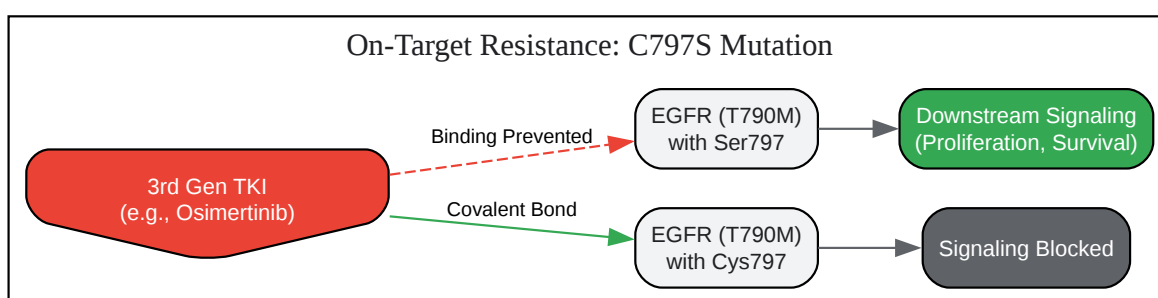 On-Target Resistance: C797S Mutation
Binding Prevented
EGFR (T790M)
with Ser797
Downstream Signaling
(Proliferation, Survival)
3rd Gen TKI
(e.g., Osimertinib)
Covalent Bond
EGFR (T790M)
with Cys797
Signaling Blocked